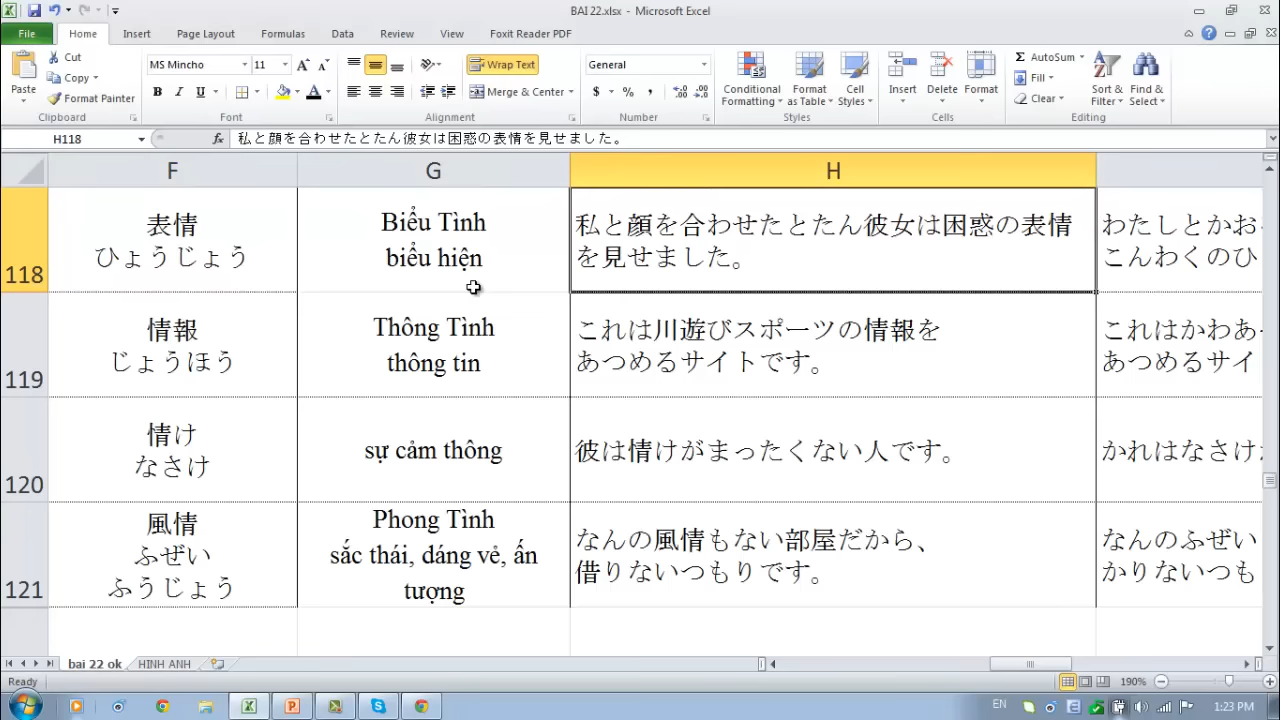 BAI 22.xlsx - Microsoft Excel
File Home Insert Page Layout Formulas Data Review View Foxit Reader PDF
Paste
Cut
Copy
Format Painter
Clipboard
MS Mincho 11
B I U
Font
Wrap Text
Merge & Center
Alignment
General
$ % ,
Number
Conditional Formatting
Format as Table
Cell Styles
Styles
Insert Delete Format
Cells
AutoSum
Fill
Clear
Sort & Filter
Find & Select
Editing
H118
fx 私と顔を合わせたとたん彼女は困惑の表情を見せました。
F G H
118
表情
ひょうじょう
Biểu Tình
biểu hiện
私と顔を合わせたとたん彼女は困惑の表情
を見せました。
わたしとかお
こんわくのひ
119
情報
じょうほう
Thông Tình
thông tin
これは川遊びスポーツの情報を
あつめるサイトです。
これはかわあ
あつめるサイ
120
情け
なさけ
sự cảm thông
彼は情けがまったくない人です。
かれはなさけ
121
風情
ふぜい
ふうじょう
Phong Tình
sắc thái, dáng vẻ, ấn
tượng
なんの風情もない部屋だから、
借りないつもりです。
なんのふぜい
かりないつも
bai 22 ok HINH ANH
Ready
190%
EN
1:23 PM